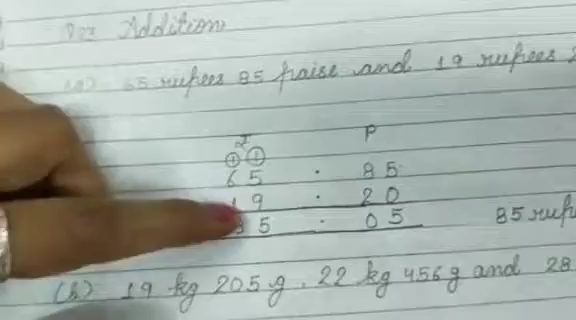 Addition
65 rupees 85 paise and 19 rupees
₹ P
1 1
65 . 85
19 . 20
85 . 05 85 rup
(b) 19 kg 205 g, 22 kg 456 g and 28